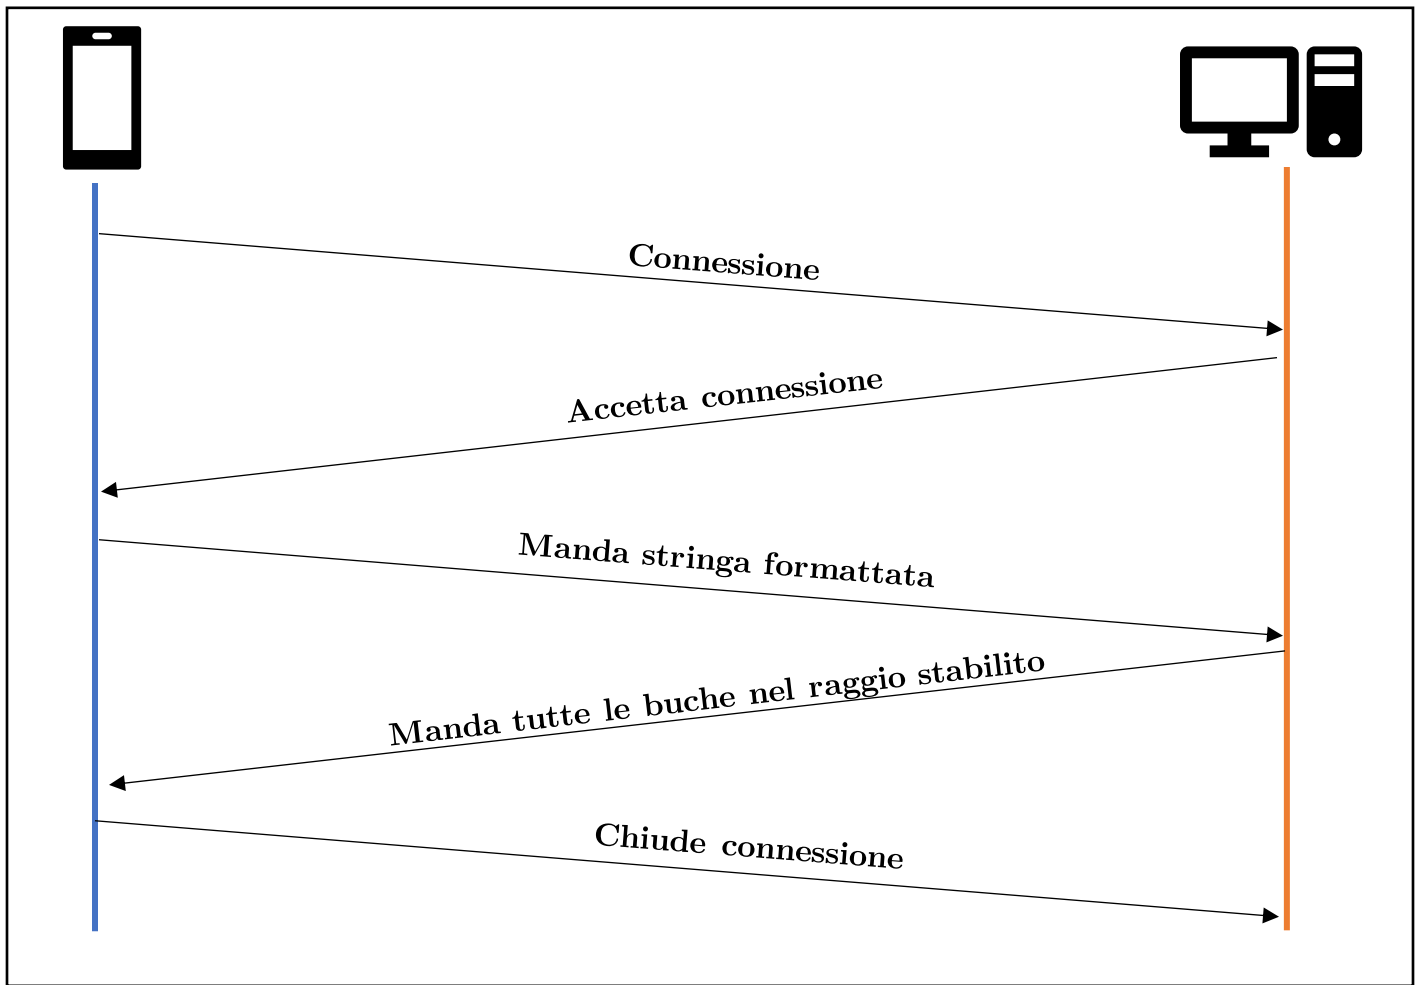 Connessione
Accetta connessione
Manda stringa formattata
Manda tutte le buche nel raggio stabilito
Chiude connessione